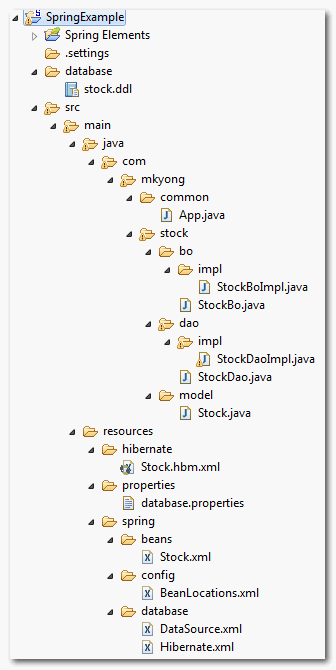 SpringExample
Spring Elements
.settings
database
stock.ddl
src
main
java
com
mkyong
common
App.java
stock
bo
impl
StockBoImpl.java
StockBo.java
dao
impl
StockDaoImpl.java
StockDao.java
model
Stock.java
resources
hibernate
Stock.hbm.xml
properties
database.properties
spring
beans
Stock.xml
config
BeanLocations.xml
database
DataSource.xml
Hibernate.xml